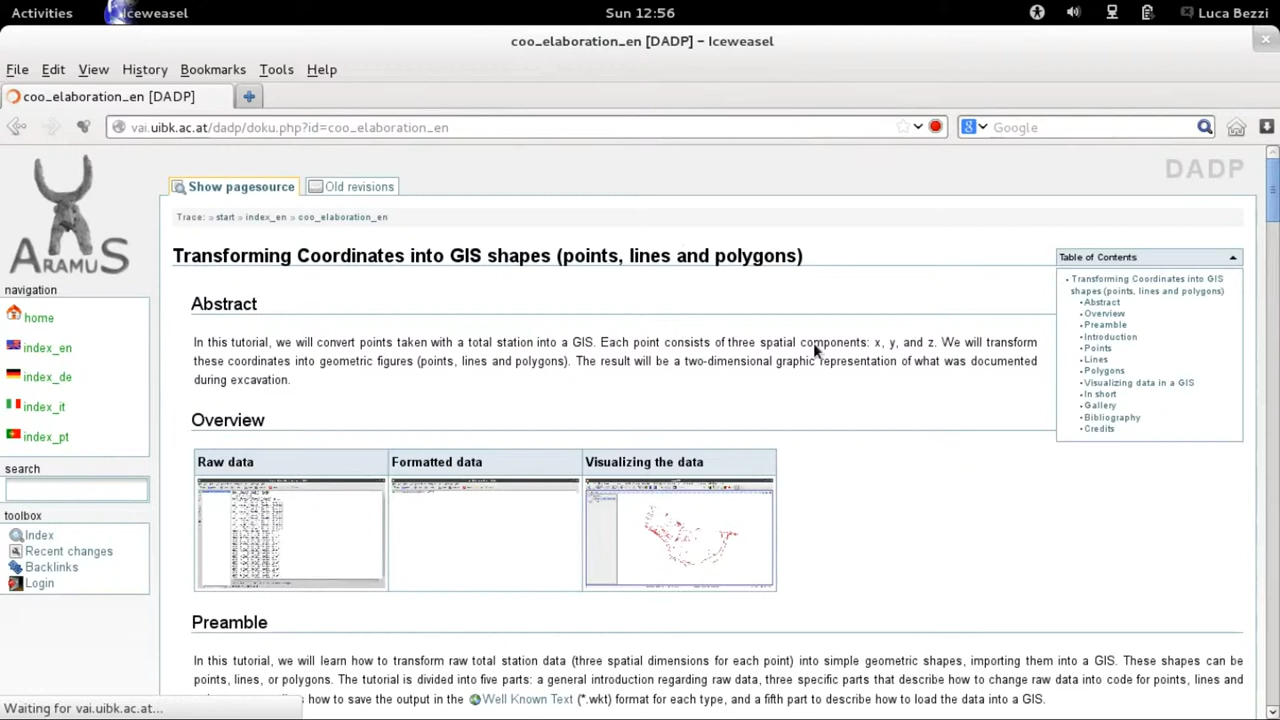 Activities Iceweasel Sun 12:56 Luca Bezzi
coo_elaboration_en [DADP] – Iceweasel
File Edit View History Bookmarks Tools Help
coo_elaboration_en [DADP]
vai.uibk.ac.at/dadp/doku.php?id=coo_elaboration_en Google
DADP
Show pagesource Old revisions
Trace: » start » index_en » coo_elaboration_en
ARAMUS
navigation
home
index_en
index_de
index_it
index_pt
search
toolbox
Index
Recent changes
Backlinks
Login
Transforming Coordinates into GIS shapes (points, lines and polygons)
Abstract
In this tutorial, we will convert points taken with a total station into a GIS. Each point consists of three spatial components: x, y, and z. We will transform
these coordinates into geometric figures (points, lines and polygons). The result will be a two-dimensional graphic representation of what was documented
during excavation.
Table of Contents
Transforming Coordinates into GIS
shapes (points, lines and polygons)
Abstract
Overview
Preamble
Introduction
Points
Lines
Polygons
Visualizing data in a GIS
In short
Gallery
Bibliography
Credits
Overview
Raw data Formatted data Visualizing the data
Preamble
In this tutorial, we will learn how to transform raw total station data (three spatial dimensions for each point) into simple geometric shapes, importing them into a GIS. These shapes can be
points, lines, or polygons. The tutorial is divided into five parts: a general introduction regarding raw data, three specific parts that describe how to change raw data into code for points, lines and
how to save the output in the Well Known Text (*.wkt) format for each type, and a fifth part to describe how to load the data into a GIS.
Waiting for vai.uibk.ac.at...